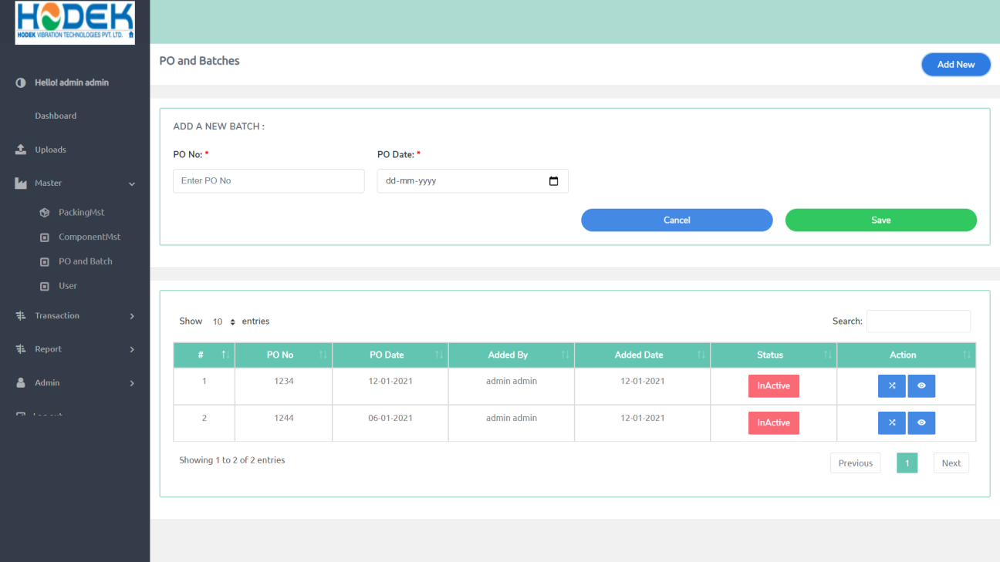 HODEK
HODEK VIBRATION TECHNOLOGIES PVT. LTD.
Hello! admin admin
Dashboard
Uploads
Master
PackingMst
ComponentMst
PO and Batch
User
Transaction
Report
Admin
PO and Batches
Add New
ADD A NEW BATCH :
PO No: * PO Date: *
Enter PO No dd-mm-yyyy
Cancel Save
Show 10 entries Search:
# PO No PO Date Added By Added Date Status Action
1 1234 12-01-2021 admin admin 12-01-2021 InActive
2 1244 06-01-2021 admin admin 12-01-2021 InActive
Showing 1 to 2 of 2 entries Previous 1 Next